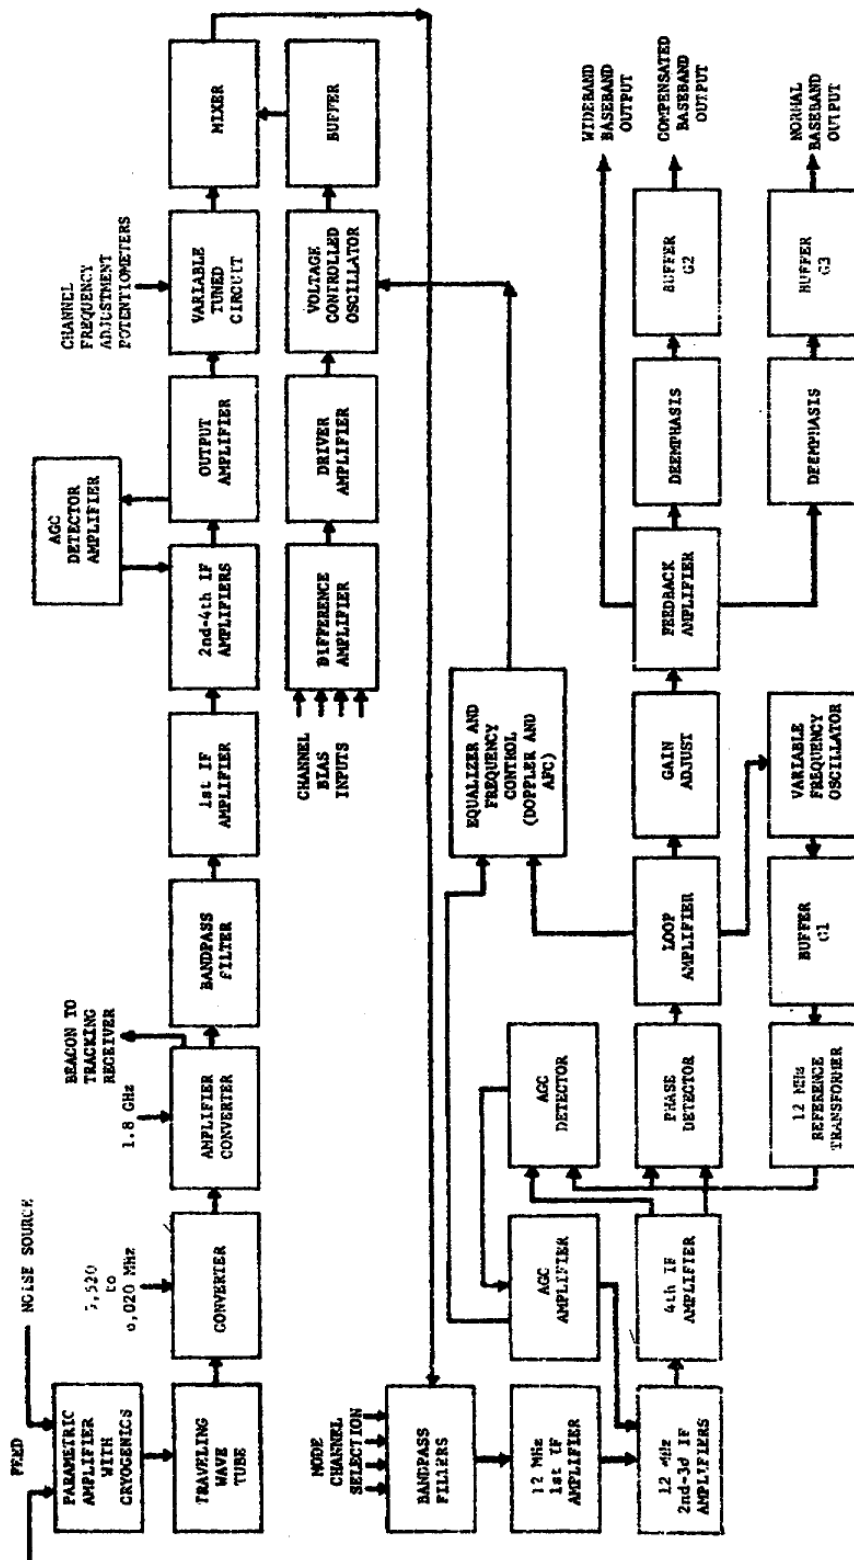 FEED
NOISE SOURCE
PARAMETRIC
AMPLIFIER
WITH
CRYOGENICS
AGC
DETECTOR
AMPLIFIER
to
MHz
1.8 GHz
BEACON TO
TRACKING
RECEIVER
CHANNEL
FREQUENCY
ADJUSTMENT
POTENTIOMETERS
TRAVELING
WAVE
TUBE
CONVERTER
AMPLIFIER
CONVERTER
BANDPASS
FILTER
1st IF
AMPLIFIER
2nd-4th IF
AMPLIFIERS
OUTPUT
AMPLIFIER
VARIABLE
TUNED
CIRCUIT
MIXER
CHANNEL
BIAS
INPUTS
DIFFERENCE
AMPLIFIER
DRIVER
AMPLIFIER
VOLTAGE
CONTROLLED
OSCILLATOR
BUFFER
MODE
CHANNEL
SELECTION
BANDPASS
FILTERS
12 MHz
1st IF
AMPLIFIER
AGC
AMPLIFIER
AGC
DETECTOR
EQUALIZER AND
FREQUENCY
CONTROL
(DOPPLER AND
AFC)
WIDEBAND
BASEBAND
OUTPUT
12 MHz
2nd-3d IF
AMPLIFIERS
4th IF
AMPLIFIER
PHASE
DETECTOR
LOOP
AMPLIFIER
GAIN
ADJUST
FEEDBACK
AMPLIFIER
DEEMPHASIS
BUFFER
G2
COMPENSATED
BASEBAND
OUTPUT
12 MHz
REFERENCE
TRANSFORMER
BUFFER
G1
VARIABLE
FREQUENCY
OSCILLATOR
DEEMPHASIS
BUFFER
G3
NORMAL
BASEBAND
OUTPUT